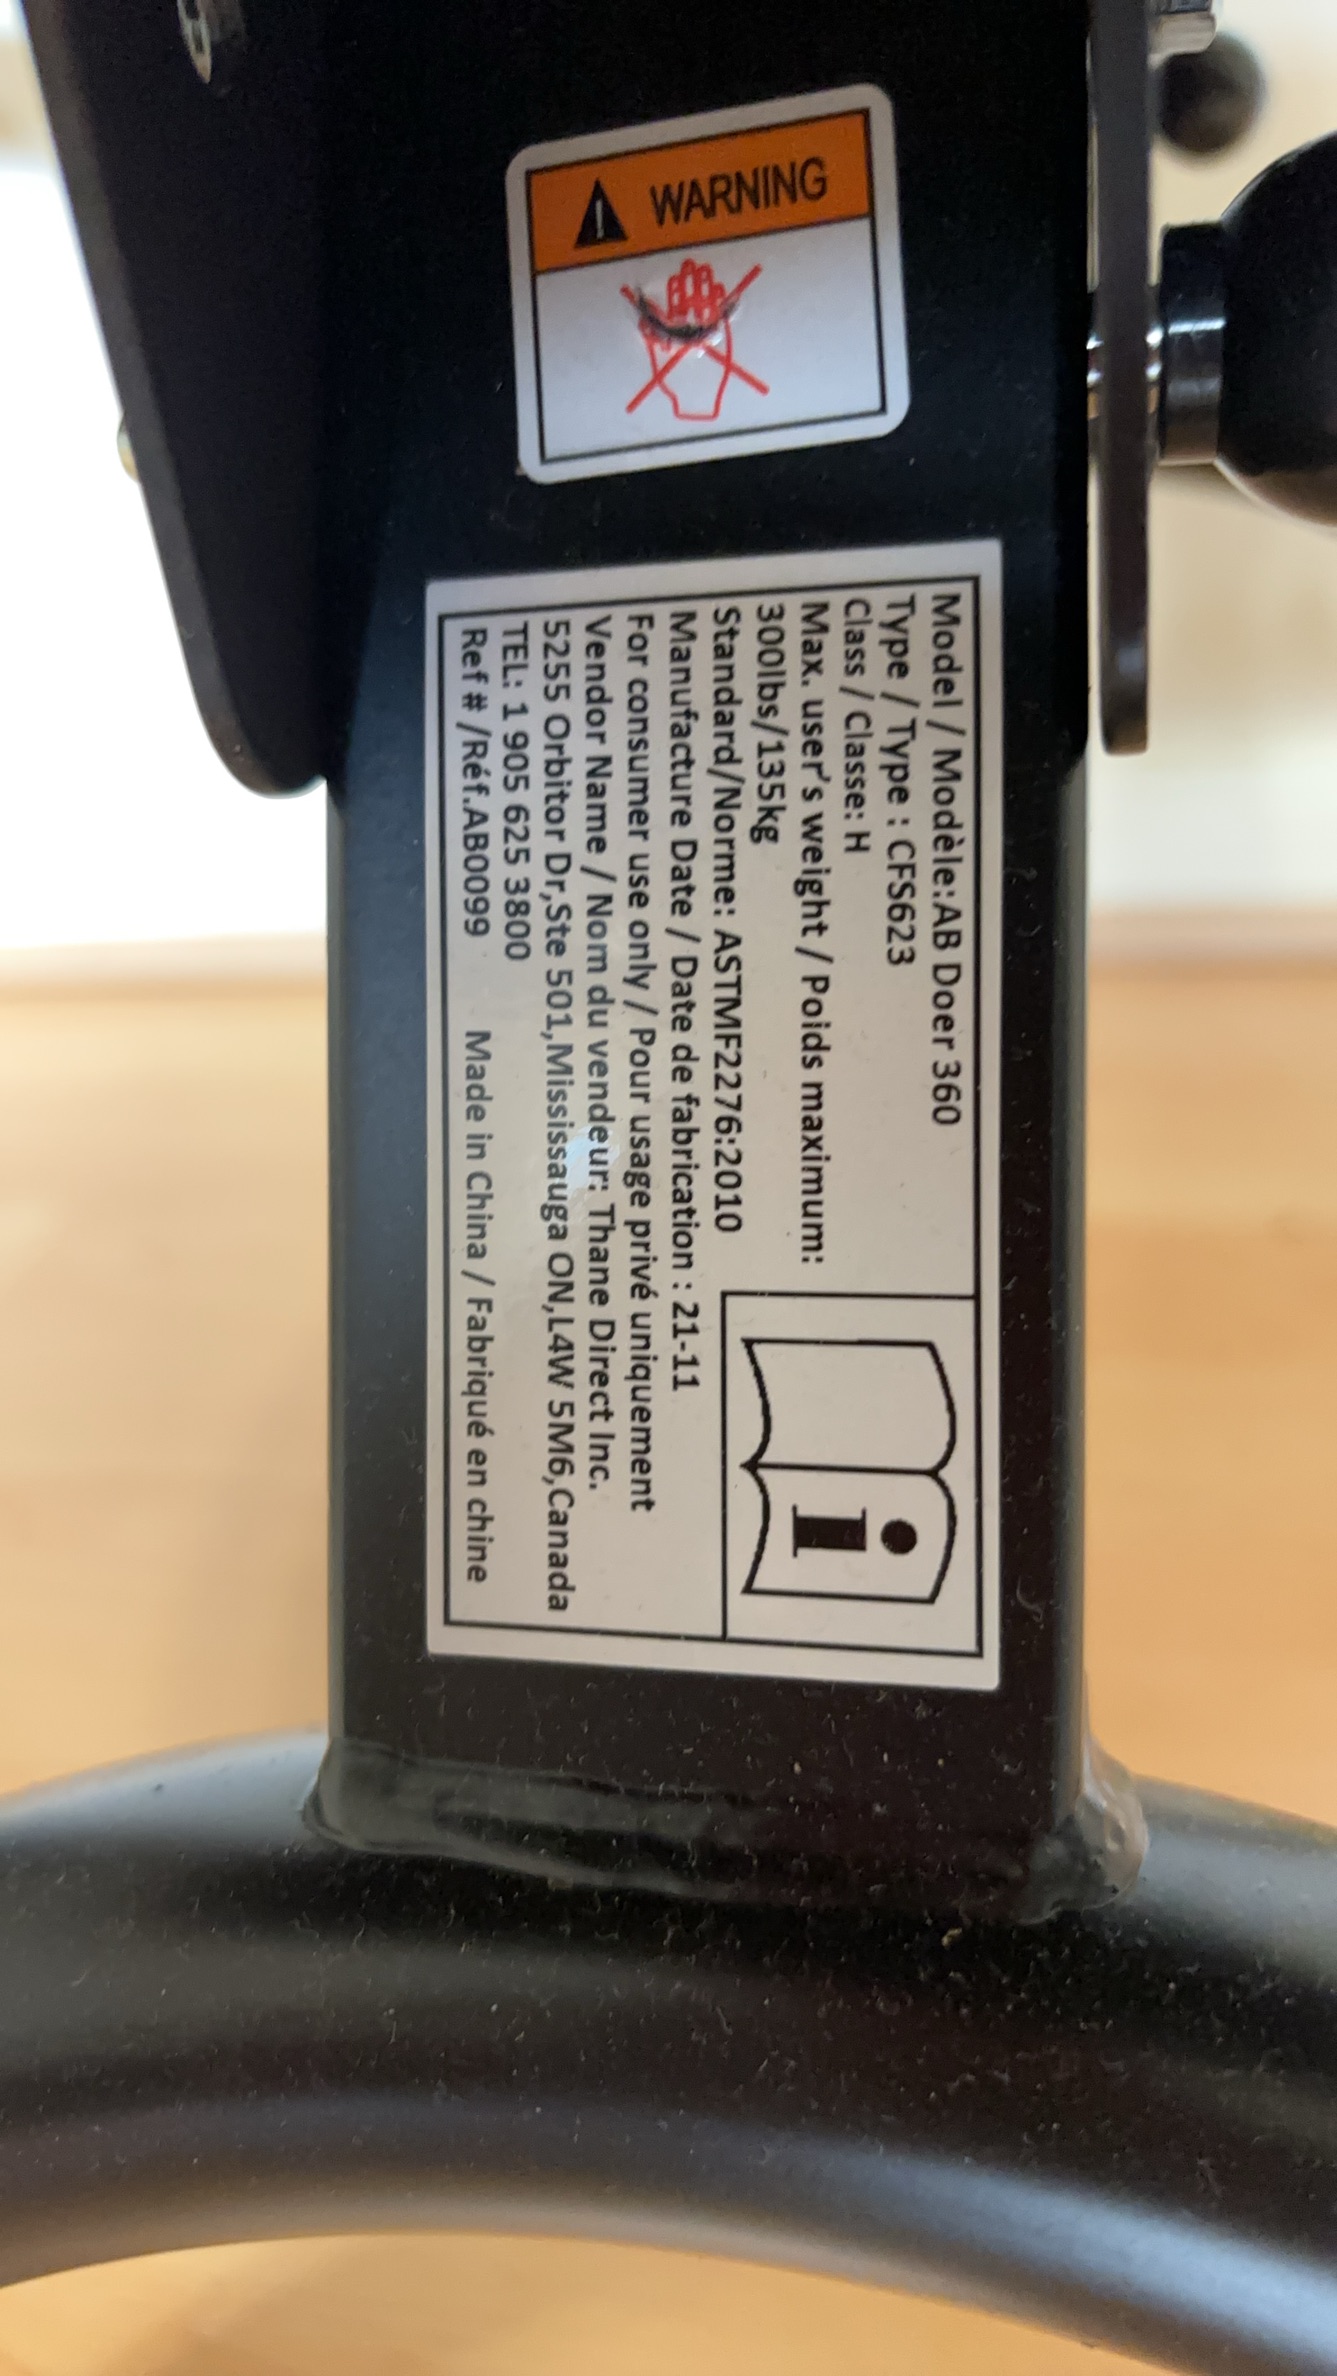 WARNING
Model / Modèle:AB Doer 360
Type / Type : CFS623
Class / Classe: H
Max. user's weight / Poids maximum:
300lbs/135kg
Standard/Norme: ASTMF2276:2010
Manufacture Date / Date de fabrication : 21-11
For consumer use only / Pour usage privé uniquement
Vendor Name / Nom du vendeur: Thane Direct Inc.
5255 Orbitor Dr,Ste 501,Mississauga ON,L4W 5M6,Canada
TEL: 1 905 625 3800
Ref # /Réf.AB0099 Made in China / Fabriqué en chine
i